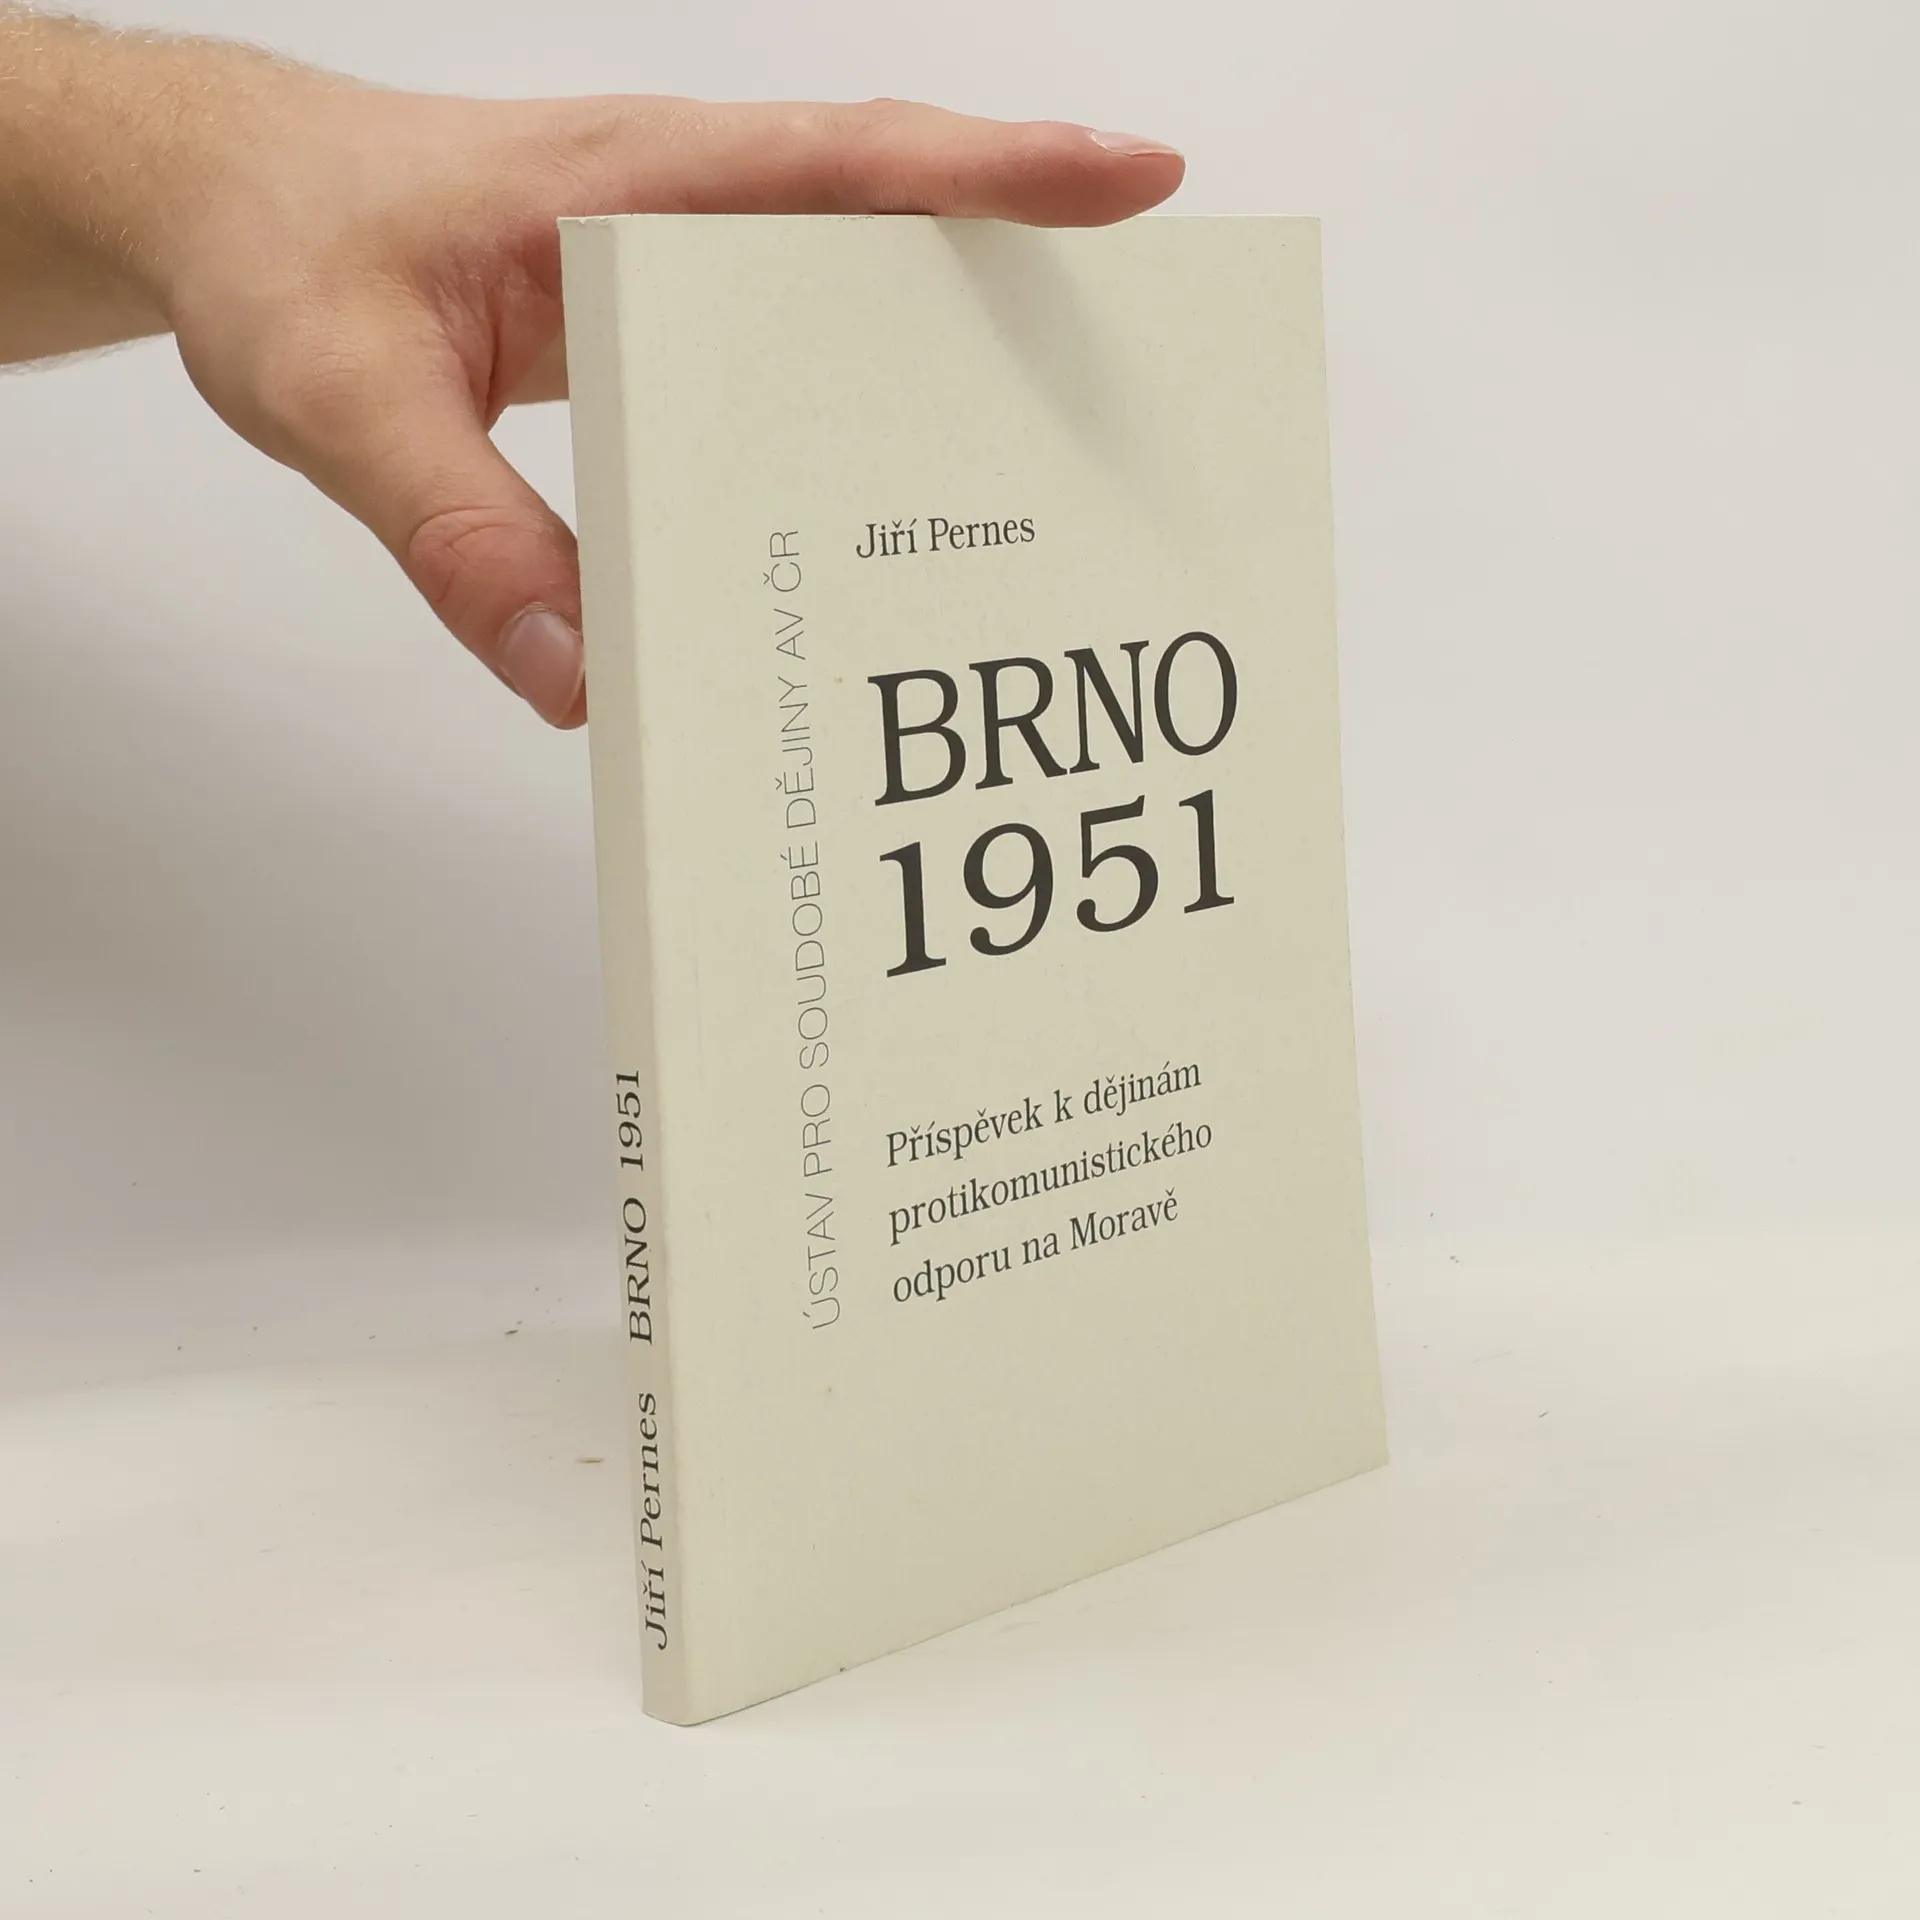 Jiří Pernes
BRNO
1951
Příspěvek k dějinám
protikomunistického
odporu na Moravě
ÚSTAV PRO SOUDOBÉ DĚJINY AV ČR
Jiří Pernes BRNO 1951